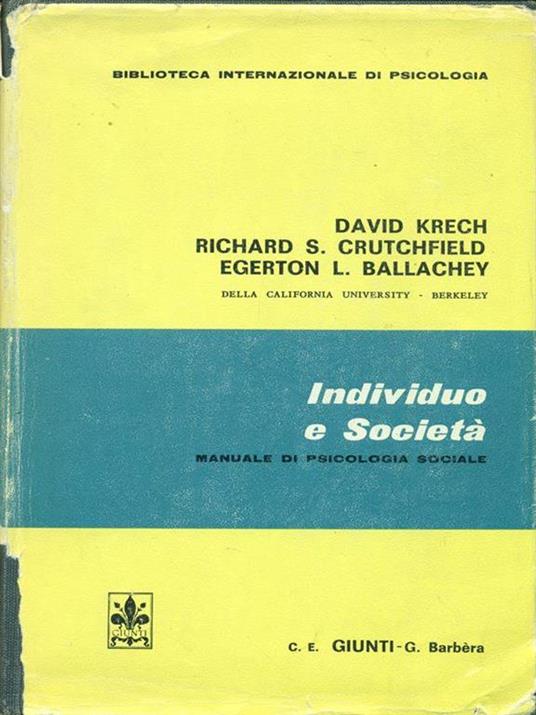 BIBLIOTECA INTERNAZIONALE DI PSICOLOGIA
DAVID KRECH
RICHARD S. CRUTCHFIELD
EGERTON L. BALLACHEY
DELLA CALIFORNIA UNIVERSITY - BERKELEY
Individuo
e Società
MANUALE DI PSICOLOGIA SOCIALE
GIUNTI
C. E. GIUNTI - G. Barbèra